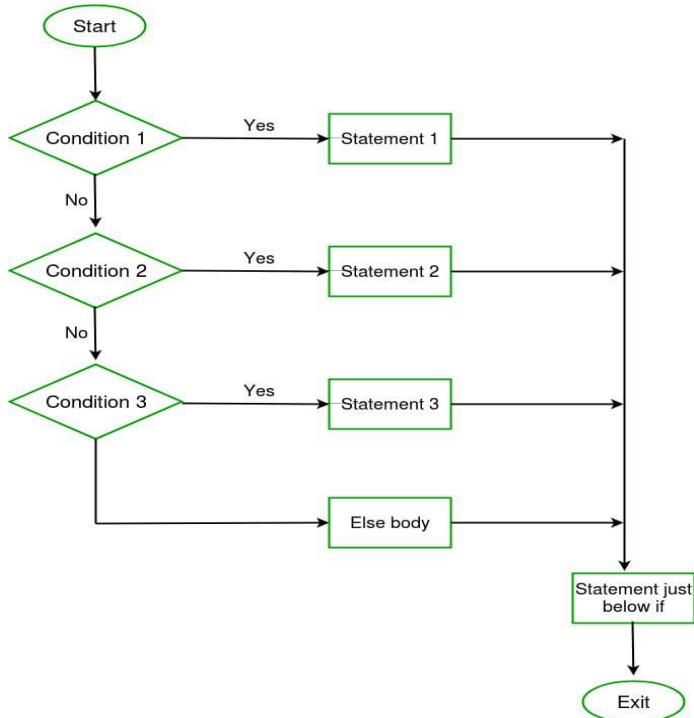 Start
Condition 1
Yes
Statement 1
No
Condition 2
Yes
Statement 2
No
Condition 3
Yes
Statement 3
Else body
Statement just
below if
Exit